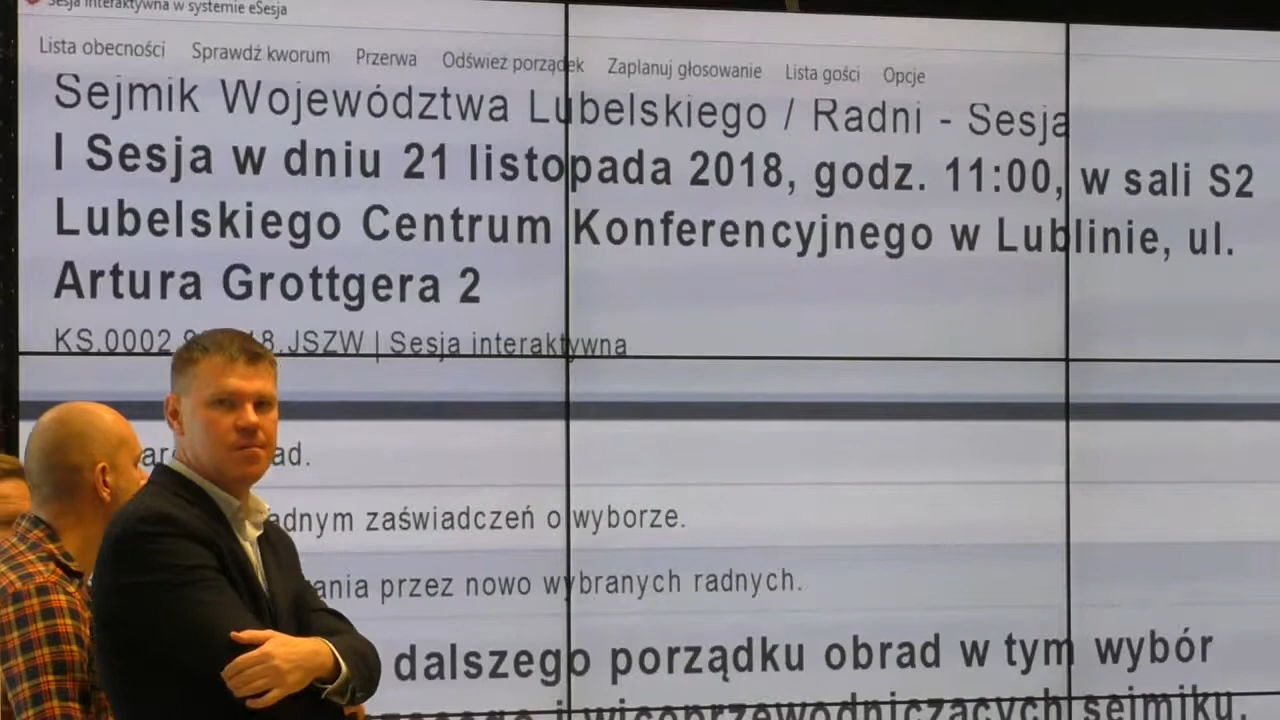 Sesja interaktywna w systemie eSesja
Lista obecności Sprawdź kworum Przerwa Odśwież porządek Zaplanuj głosowanie Lista gości Opcje
Sejmik Województwa Lubelskiego / Radni - Sesja
I Sesja w dniu 21 listopada 2018, godz. 11:00, w sali S2
Lubelskiego Centrum Konferencyjnego w Lublinie, ul.
Artura Grottgera 2
KS.0002 8.JSZW | Sesja interaktywna
ad.
adnym zaświadczeń o wyborze.
ania przez nowo wybranych radnych.
dalszego porządku obrad w tym wybór
i wiceprzewodniczących sejmiku.